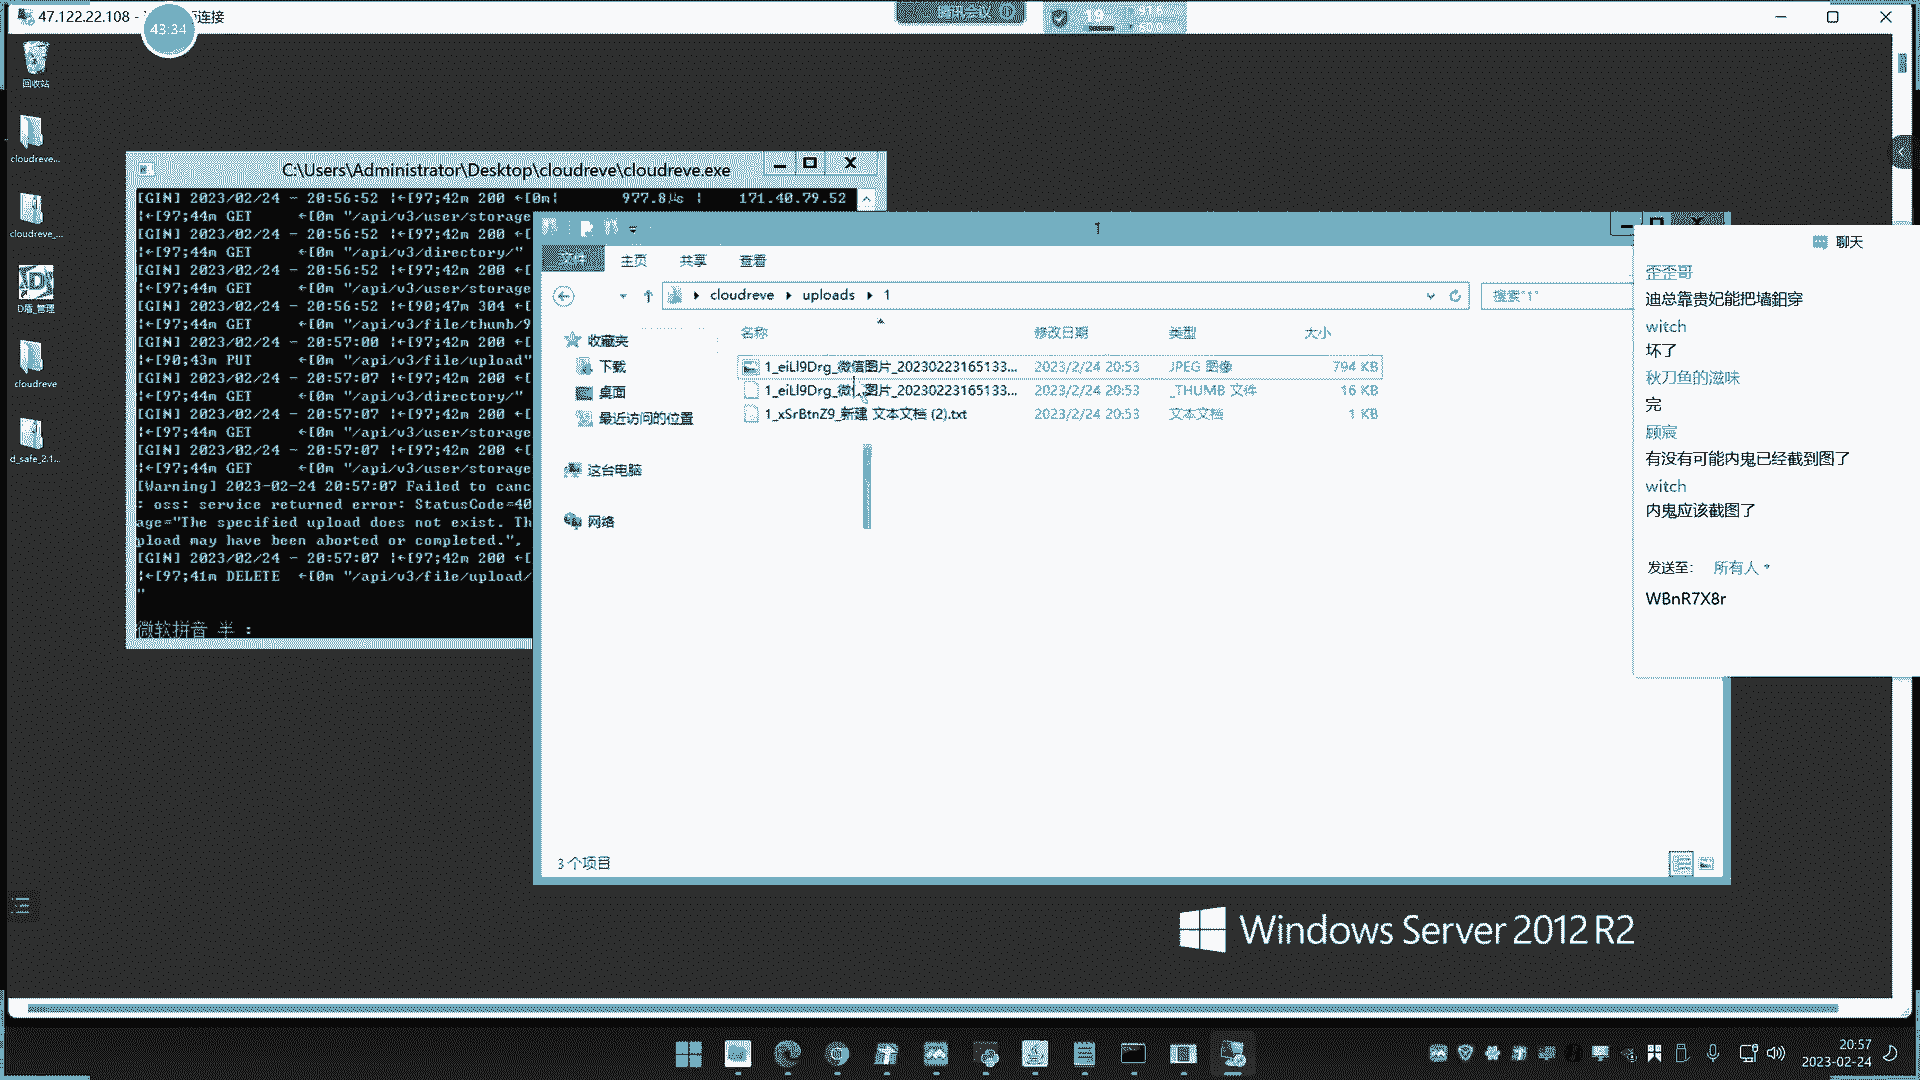 47.122.22.108 -
连接
43:34
腾讯会议
19
回收站
cloudreve...
cloudreve_...
D盾_管理
cloudreve
d_safe_2.1...
C:\Users\Administrator\Desktop\cloudreve\cloudreve.exe
[GIN] 2023/02/24 - 20:56:52 ¦←[97;42m 200 ←[0m¦ 977.8µs ¦ 171.40.79.52
¦←[97;44m GET ←[0m "/api/v3/user/storage
[GIN] 2023/02/24 - 20:56:52 ¦←[97;42m 200 ←[
¦←[97;44m GET ←[0m "/api/v3/directory/"
[GIN] 2023/02/24 - 20:56:52 ¦←[97;42m 200 ←[
¦←[97;44m GET ←[0m "/api/v3/user/storage
[GIN] 2023/02/24 - 20:56:52 ¦←[90;47m 304 ←[
¦←[97;44m GET ←[0m "/api/v3/file/thumb/9
[GIN] 2023/02/24 - 20:57:00 ¦←[97;42m 200 ←[
¦←[90;43m PUT ←[0m "/api/v3/file/upload"
[GIN] 2023/02/24 - 20:57:07 ¦←[97;42m 200 ←[
¦←[97;44m GET ←[0m "/api/v3/directory/"
[GIN] 2023/02/24 - 20:57:07 ¦←[97;42m 200 ←[
¦←[97;44m GET ←[0m "/api/v3/user/storage
[GIN] 2023/02/24 - 20:57:07 ¦←[97;42m 200 ←[
¦←[97;44m GET ←[0m "/api/v3/user/storage
[Warning] 2023-02-24 20:57:07 Failed to canc
: oss: service returned error: StatusCode=40
age="The specified upload does not exist. Th
pload may have been aborted or completed.",
[GIN] 2023/02/24 - 20:57:07 ¦←[97;42m 200 ←[
¦←[97;41m DELETE ←[0m "/api/v3/file/upload/
"
微软拼音 半 :
1
文件 主页 共享 查看
cloudreve uploads 1
搜索"1"
名称 修改日期 类型 大小
收藏夹
下载
桌面
最近访问的位置
这台电脑
网络
1_eiLl9Drg_微信图片_20230223165133... 2023/2/24 20:53 JPEG 图像 794 KB
1_eiLl9Drg_微信图片_20230223165133... 2023/2/24 20:53 _THUMB 文件 16 KB
1_xSrBtnZ9_新建 文本文档 (2).txt 2023/2/24 20:53 文本文档 1 KB
3 个项目
聊天
歪歪哥
迪总靠贵妃能把墙鉬穿
witch
坏了
秋刀鱼的滋味
完
顾宸
有没有可能内鬼已经截到图了
witch
内鬼应该截图了
发送至: 所有人
WBnR7X8r
Windows Server 2012 R2
20:57
2023-02-24